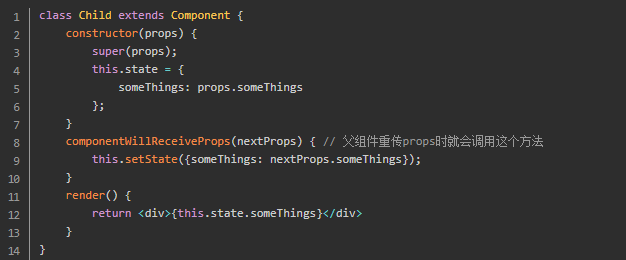 1 class Child extends Component {
2     constructor(props) {
3         super(props);
4         this.state = {
5             someThings: props.someThings
6         };
7     }
8     componentWillReceiveProps(nextProps) { // 父组件重传props时就会调用这个方法
9         this.setState({someThings: nextProps.someThings});
10     }
11     render() {
12         return <div>{this.state.someThings}</div>
13     }
14 }